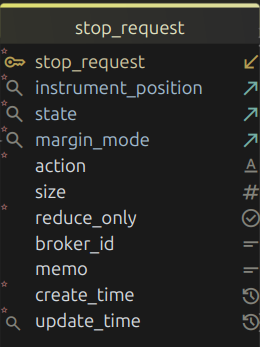 stop_request
stop_request
instrument_position
state
margin_mode
action
size
reduce_only
broker_id
memo
create_time
update_time